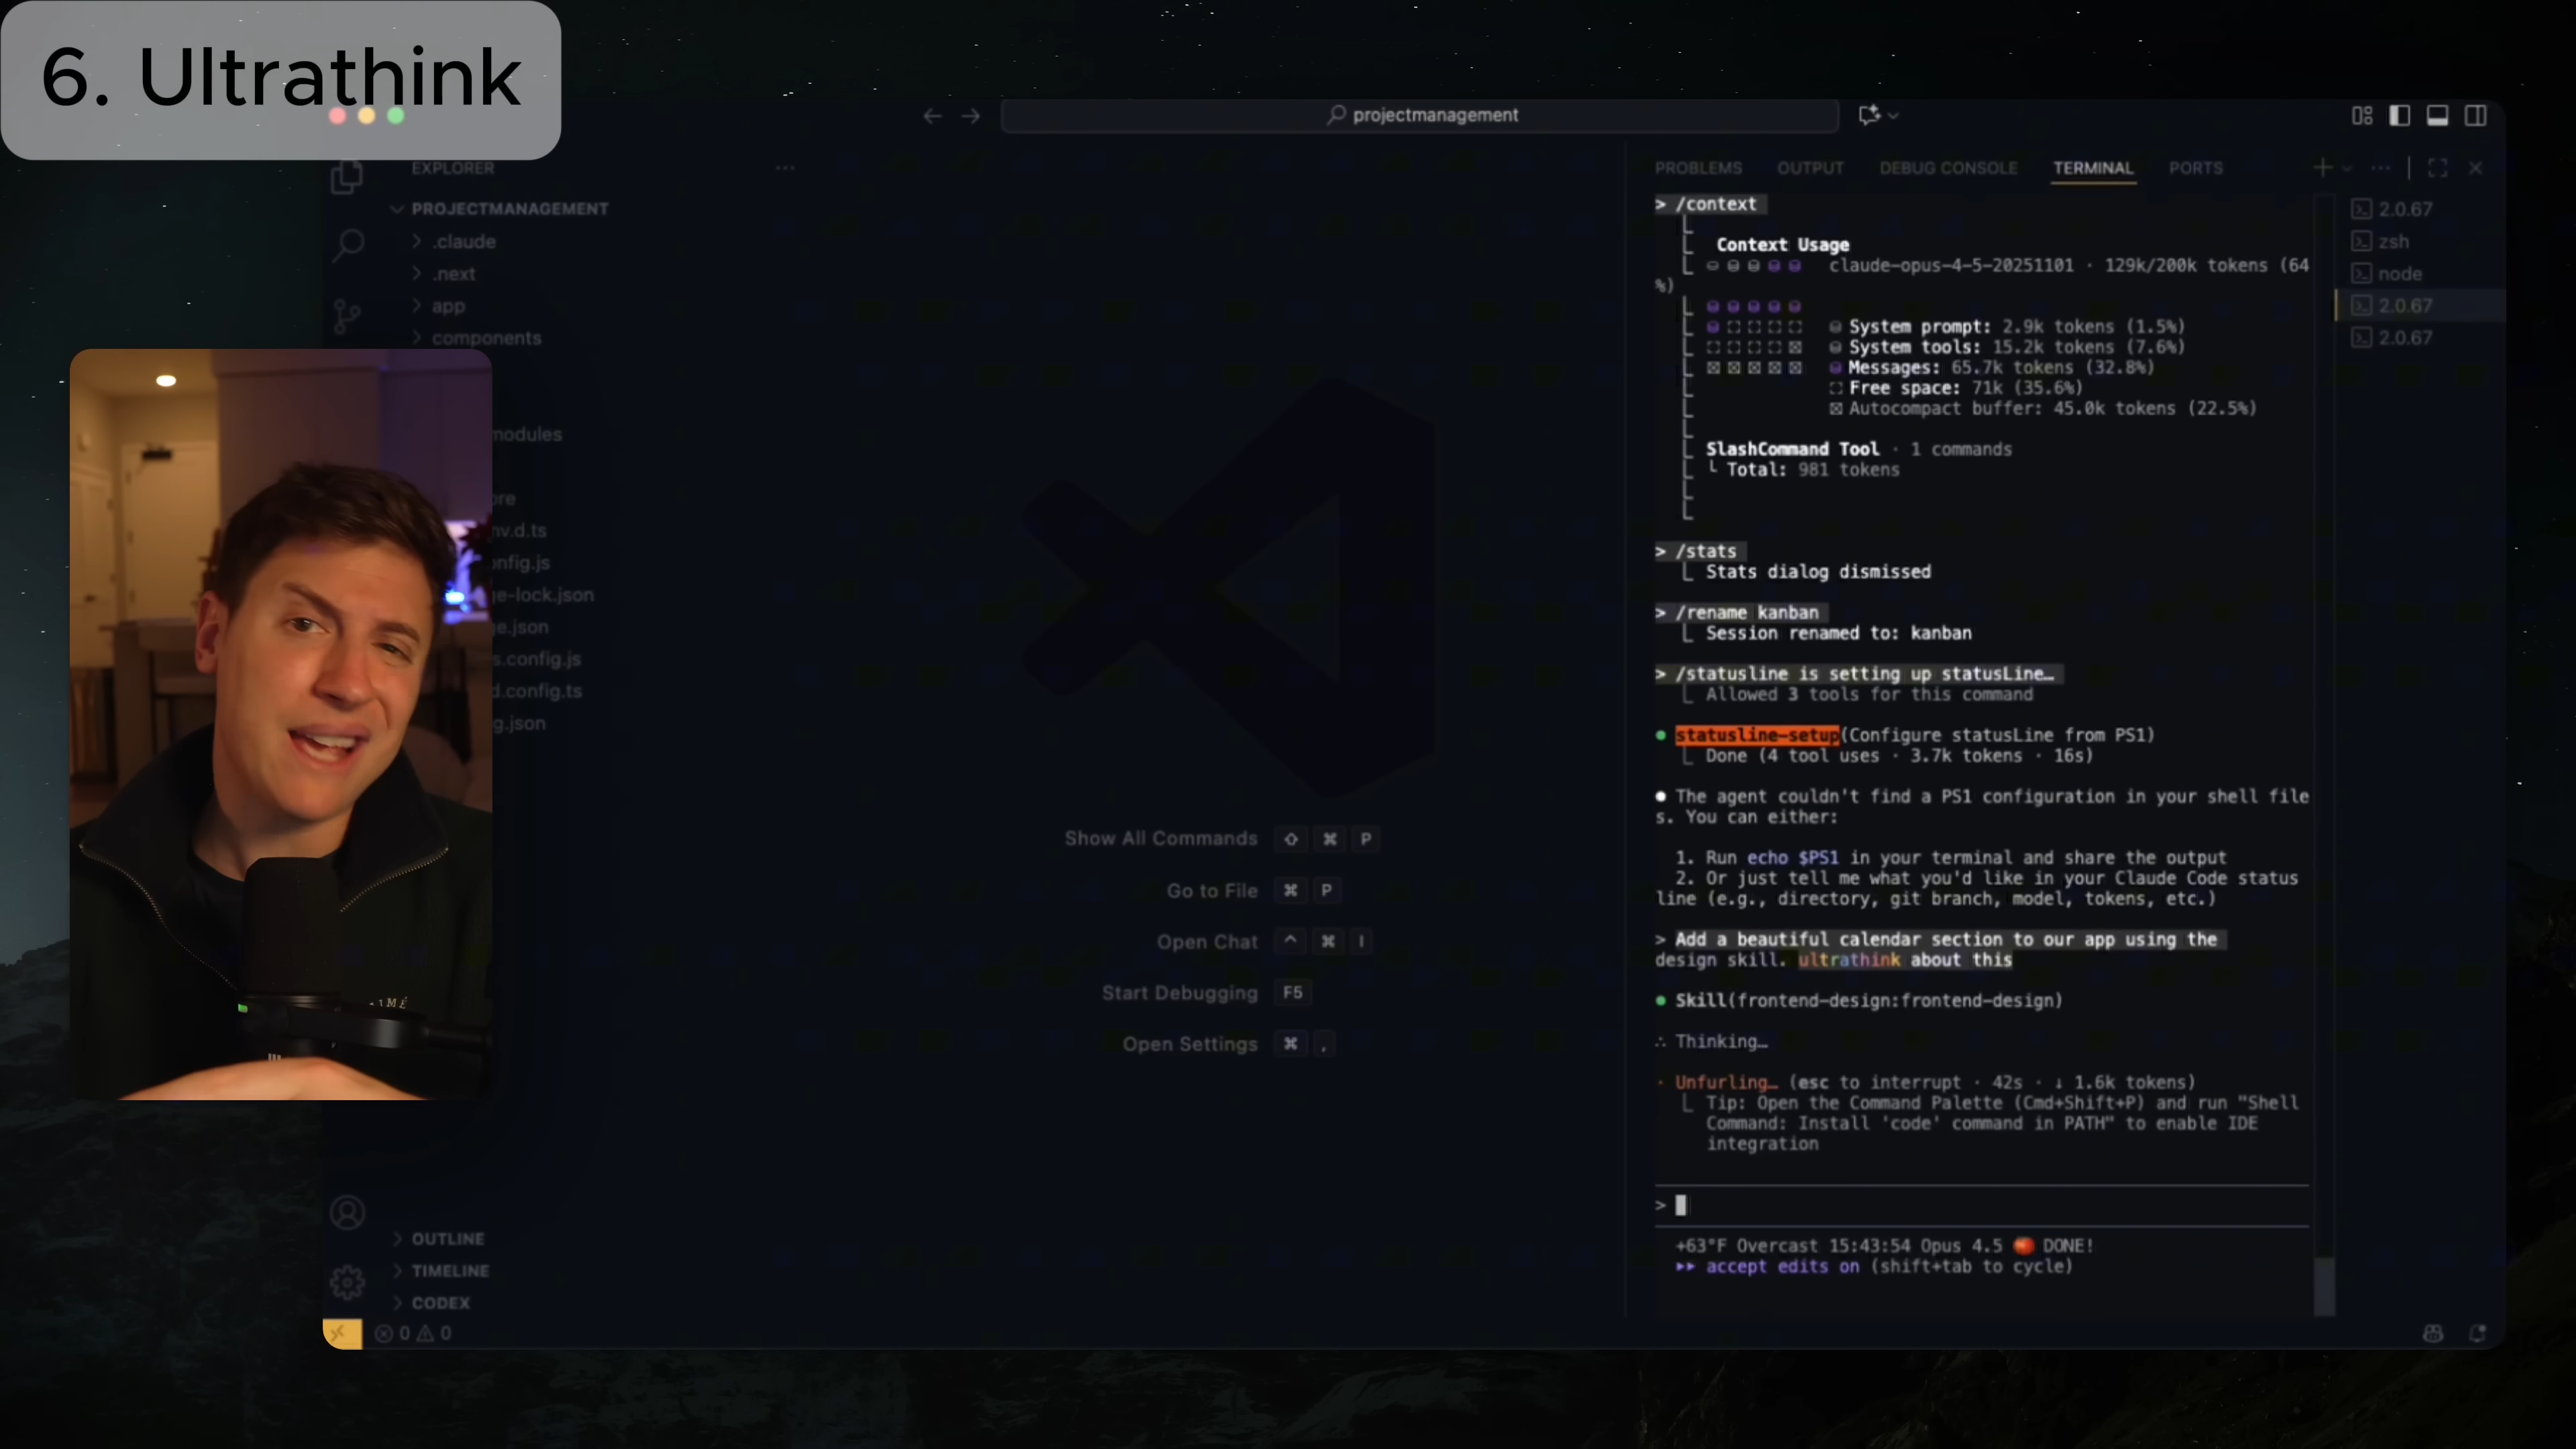 6. Ultrathink
projectmanagement
EXPLORER
PROJECTMANAGEMENT
.claude
.next
app
components
modules
ore
nv.d.ts
onfig.js
ge-lock.json
ge.json
s.config.js
d.config.ts
g.json
OUTLINE
TIMELINE
CODEX
0 0
Show All Commands ⇧ ⌘ P
Go to File ⌘ P
Open Chat ^ ⌘ I
Start Debugging F5
Open Settings ⌘ ,
PROBLEMS OUTPUT DEBUG CONSOLE TERMINAL PORTS
> /context
Context Usage
claude-opus-4-5-20251101 · 129k/200k tokens (64
%)
System prompt: 2.9k tokens (1.5%)
System tools: 15.2k tokens (7.6%)
Messages: 65.7k tokens (32.8%)
Free space: 71k (35.6%)
Autocompact buffer: 45.0k tokens (22.5%)
SlashCommand Tool · 1 commands
└ Total: 981 tokens
> /stats
Stats dialog dismissed
> /rename kanban
Session renamed to: kanban
> /statusline is setting up statusLine…
Allowed 3 tools for this command
statusline-setup(Configure statusLine from PS1)
Done (4 tool uses · 3.7k tokens · 16s)
The agent couldn't find a PS1 configuration in your shell file
s. You can either:
1. Run echo $PS1 in your terminal and share the output
2. Or just tell me what you'd like in your Claude Code status
line (e.g., directory, git branch, model, tokens, etc.)
> Add a beautiful calendar section to our app using the
design skill. ultrathink about this
Skill(frontend-design:frontend-design)
∴ Thinking…
· Unfurling… (esc to interrupt · 42s · ↓ 1.6k tokens)
Tip: Open the Command Palette (Cmd+Shift+P) and run "Shell
Command: Install 'code' command in PATH" to enable IDE
integration
>
+63°F Overcast 15:43:54 Opus 4.5 🍅 DONE!
▸▸ accept edits on (shift+tab to cycle)
2.0.67
zsh
node
2.0.67
2.0.67